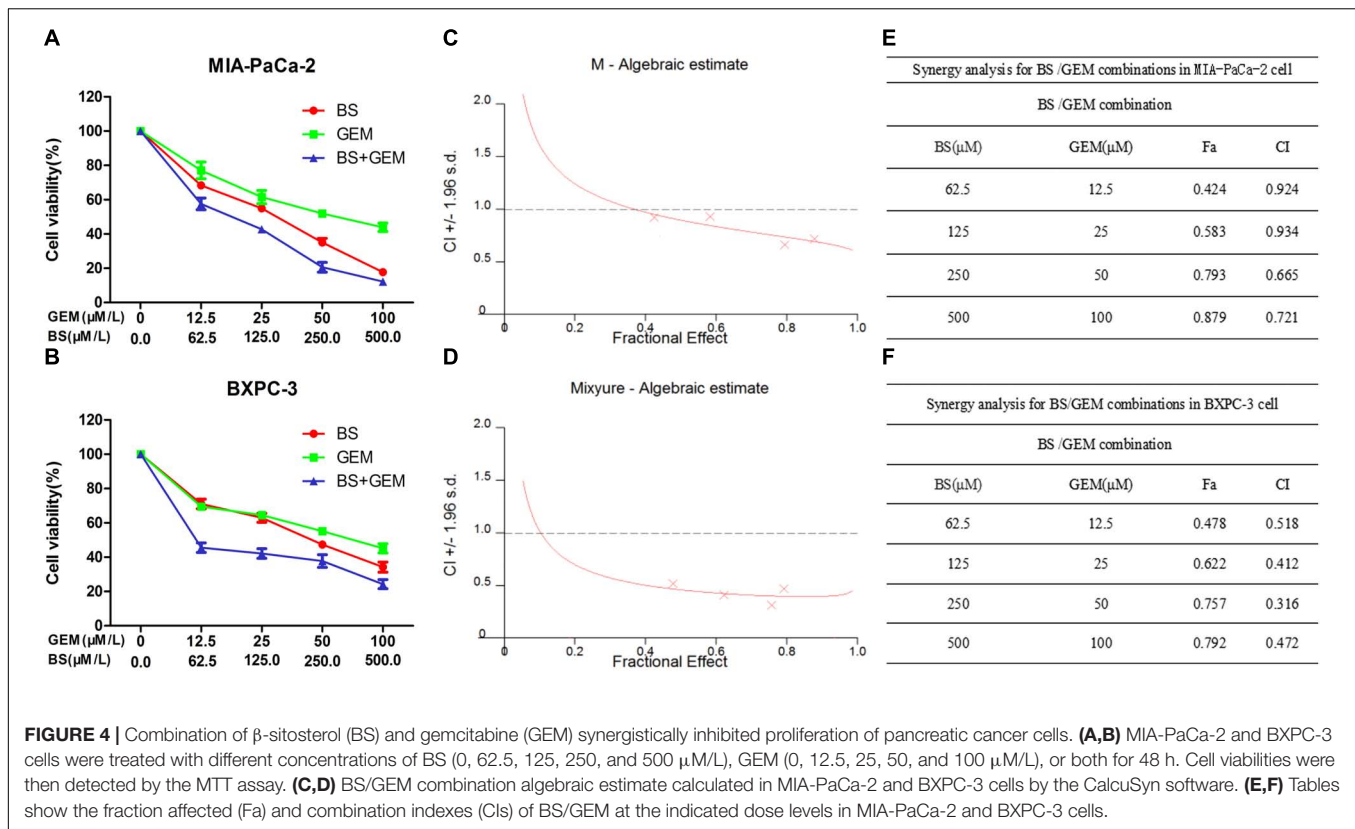 A
MIA-PaCa-2
120
100
80
60
40
20
0
Cell viability(%)
BS
GEM
BS+GEM
GEM (μM/L) 0 12.5 25 50 100
BS(μM/L) 0.0 62.5 125.0 250.0 500.0
B
BXPC-3
120
100
80
60
40
20
0
Cell viability(%)
BS
GEM
BS+GEM
GEM (μM/L) 0 12.5 25 50 100
BS(μM/L) 0.0 62.5 125.0 250.0 500.0
C
M - Algebraic estimate
2.0
1.5
1.0
0.5
0
CI +/- 1.96 s.d.
0 0.2 0.4 0.6 0.8 1.0
Fractional Effect
D
Mixyure - Algebraic estimate
2.0
1.5
1.0
0.5
0
CI +/- 1.96 s.d.
0 0.2 0.4 0.6 0.8 1.0
Fractional Effect
E
Synergy analysis for BS /GEM combinations in MIA-PaCa-2 cell
BS /GEM combination
BS(μM) GEM(μM) Fa CI
62.5 12.5 0.424 0.924
125 25 0.583 0.934
250 50 0.793 0.665
500 100 0.879 0.721
F
Synergy analysis for BS/GEM combinations in BXPC-3 cell
BS /GEM combination
BS(μM) GEM(μM) Fa CI
62.5 12.5 0.478 0.518
125 25 0.622 0.412
250 50 0.757 0.316
500 100 0.792 0.472
FIGURE 4 | Combination of β-sitosterol (BS) and gemcitabine (GEM) synergistically inhibited proliferation of pancreatic cancer cells. (A,B) MIA-PaCa-2 and BXPC-3
cells were treated with different concentrations of BS (0, 62.5, 125, 250, and 500 μM/L), GEM (0, 12.5, 25, 50, and 100 μM/L), or both for 48 h. Cell viabilities were
then detected by the MTT assay. (C,D) BS/GEM combination algebraic estimate calculated in MIA-PaCa-2 and BXPC-3 cells by the CalcuSyn software. (E,F) Tables
show the fraction affected (Fa) and combination indexes (CIs) of BS/GEM at the indicated dose levels in MIA-PaCa-2 and BXPC-3 cells.